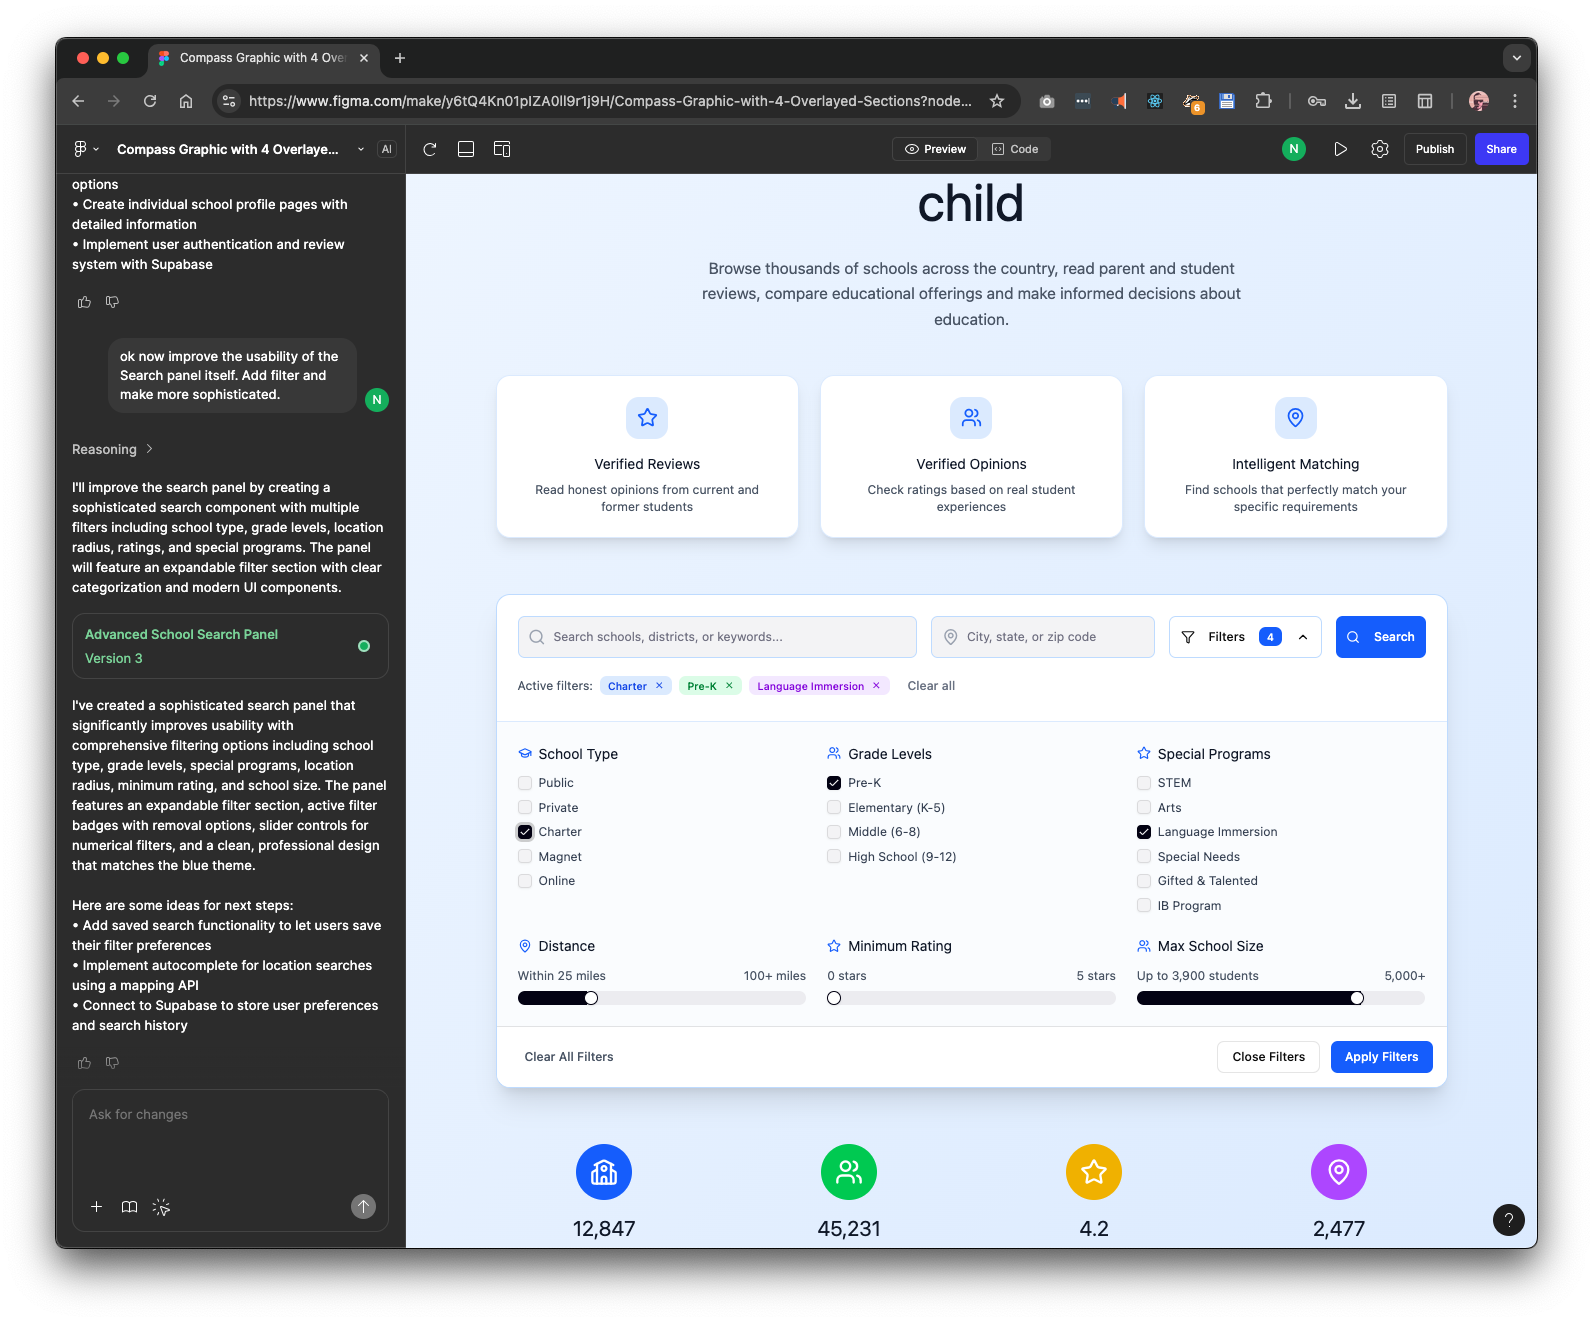 Compass Graphic with 4 Ove
https://www.figma.com/make/y6tQ4Kn01pIZA0Il9r1j9H/Compass-Graphic-with-4-Overlayed-Sections?node...
6
Compass Graphic with 4 Overlaye...
AI
Preview
Code
N
Publish
Share
options
• Create individual school profile pages with
detailed information
• Implement user authentication and review
system with Supabase
ok now improve the usability of the
Search panel itself. Add filter and
make more sophisticated.
N
Reasoning
I'll improve the search panel by creating a
sophisticated search component with multiple
filters including school type, grade levels, location
radius, ratings, and special programs. The panel
will feature an expandable filter section with clear
categorization and modern UI components.
Advanced School Search Panel
Version 3
I've created a sophisticated search panel that
significantly improves usability with
comprehensive filtering options including school
type, grade levels, special programs, location
radius, minimum rating, and school size. The panel
features an expandable filter section, active filter
badges with removal options, slider controls for
numerical filters, and a clean, professional design
that matches the blue theme.
Here are some ideas for next steps:
• Add saved search functionality to let users save
their filter preferences
• Implement autocomplete for location searches
using a mapping API
• Connect to Supabase to store user preferences
and search history
Ask for changes
child
Browse thousands of schools across the country, read parent and student
reviews, compare educational offerings and make informed decisions about
education.
Verified Reviews
Read honest opinions from current and
former students
Verified Opinions
Check ratings based on real student
experiences
Intelligent Matching
Find schools that perfectly match your
specific requirements
Search schools, districts, or keywords...
City, state, or zip code
Filters 4
Search
Active filters: Charter × Pre-K × Language Immersion × Clear all
School Type
Public
Private
Charter
Magnet
Online
Grade Levels
Pre-K
Elementary (K-5)
Middle (6-8)
High School (9-12)
Special Programs
STEM
Arts
Language Immersion
Special Needs
Gifted & Talented
IB Program
Distance
Within 25 miles 100+ miles
Minimum Rating
0 stars 5 stars
Max School Size
Up to 3,900 students 5,000+
Clear All Filters
Close Filters
Apply Filters
12,847
45,231
4.2
2,477
?